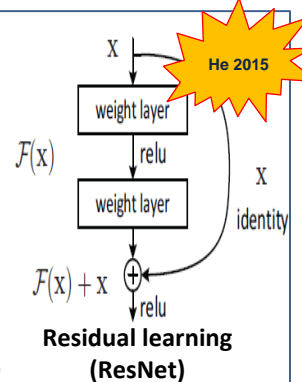 x
He 2015
weight layer
F(x)
relu
x
weight layer
identity
F(x) + x
+
relu
Residual learning
(ResNet)